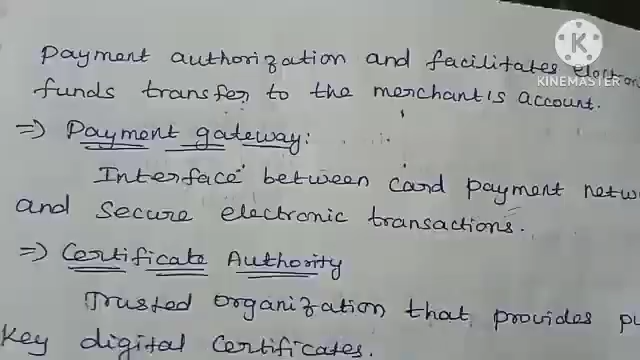 payment authorization and facilitates
funds transfer to the merchant's account.
=> Payment gateway:
Interface between card payment
and secure electronic transactions.
=> Certificate Authority
Trusted organization that provides
key digital certificates.
K
KINEMASTER